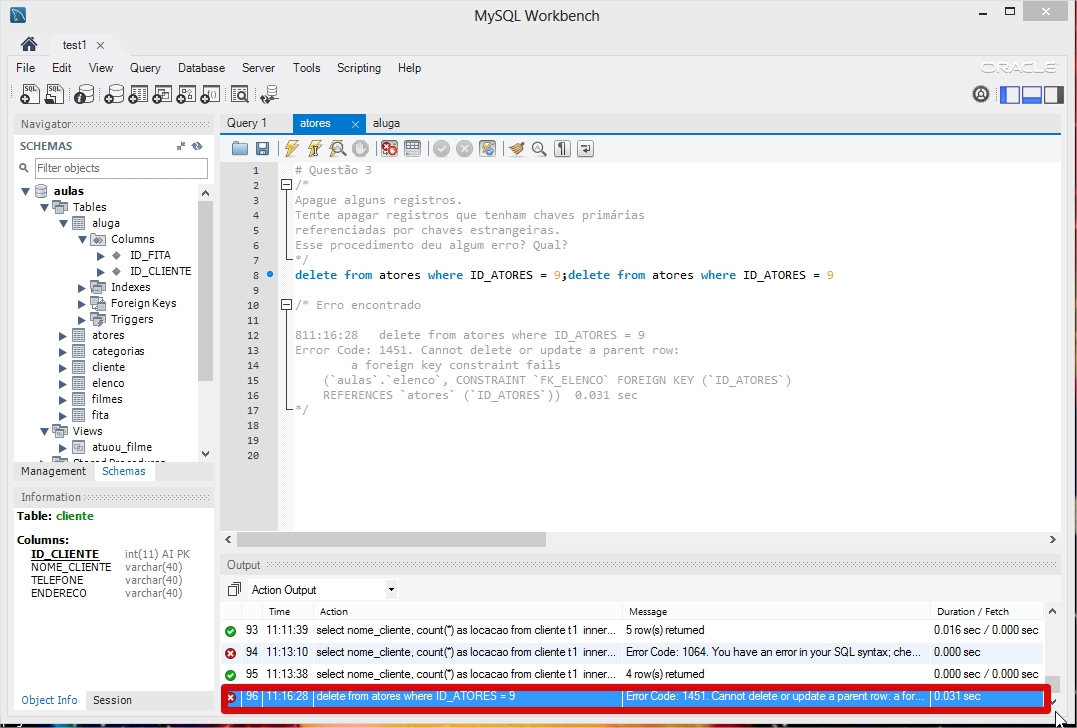 MySQL Workbench
test1
File Edit View Query Database Server Tools Scripting Help
ORACLE
Navigator
SCHEMAS
Filter objects
aulas
Tables
aluga
Columns
ID_FITA
ID_CLIENTE
Indexes
Foreign Keys
Triggers
atores
categorias
cliente
elenco
filmes
fita
Views
atuou_filme
Stored Procedures
Management Schemas
Information
Table: cliente
Columns:
ID_CLIENTE int(11) AI PK
NOME_CLIENTE varchar(40)
TELEFONE varchar(40)
ENDERECO varchar(40)
Object Info Session
Query 1 atores aluga
1 # Questão 3
2 /*
3 Apague alguns registros.
4 Tente apagar registros que tenham chaves primárias
5 referenciadas por chaves estrangeiras.
6 Esse procedimento deu algum erro? Qual?
7 */
8 delete from atores where ID_ATORES = 9;delete from atores where ID_ATORES = 9
9
10 /* Erro encontrado
11
12 811:16:28 delete from atores where ID_ATORES = 9
13 Error Code: 1451. Cannot delete or update a parent row:
14 a foreign key constraint fails
15 (`aulas`.`elenco`, CONSTRAINT `FK_ELENCO` FOREIGN KEY (`ID_ATORES`)
16 REFERENCES `atores` (`ID_ATORES`)) 0.031 sec
17 */
18
19
20
Output
Action Output
Time Action Message Duration / Fetch
93 11:11:39 select nome_cliente, count(*) as locacao from cliente t1 inner... 5 row(s) returned 0.016 sec / 0.000 sec
94 11:13:10 select nome_cliente, count(*) as locacao from cliente t1 inner... Error Code: 1064. You have an error in your SQL syntax; che... 0.000 sec
95 11:13:38 select nome_cliente, count(*) as locacao from cliente t1 inner... 4 row(s) returned 0.000 sec / 0.000 sec
96 11:16:28 delete from atores where ID_ATORES = 9 Error Code: 1451. Cannot delete or update a parent row: a for... 0.031 sec